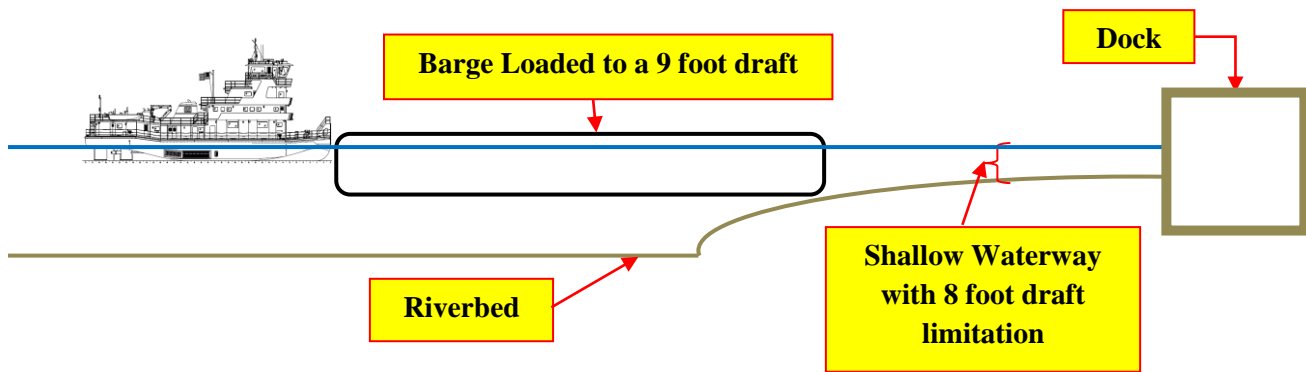 Barge Loaded to a 9 foot draft
Dock
Shallow Waterway
with 8 foot draft
limitation
Riverbed